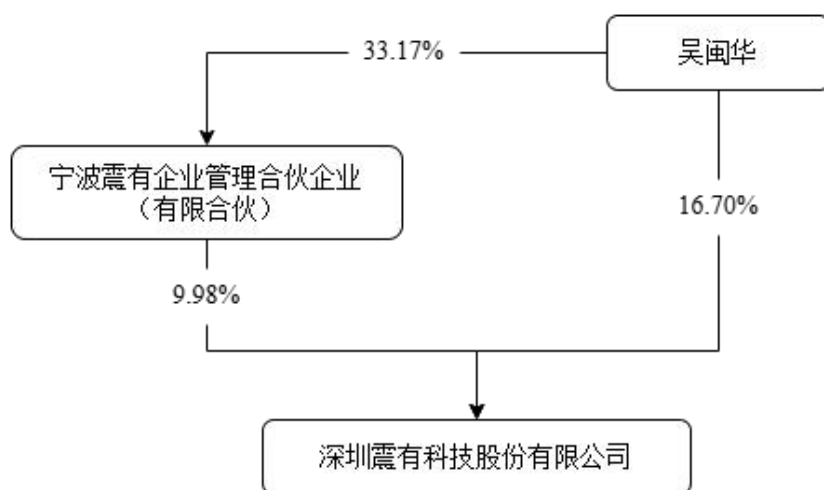 33.17%
吴闽华
宁波震有企业管理合伙企业
（有限合伙）
16.70%
9.98%
深圳震有科技股份有限公司